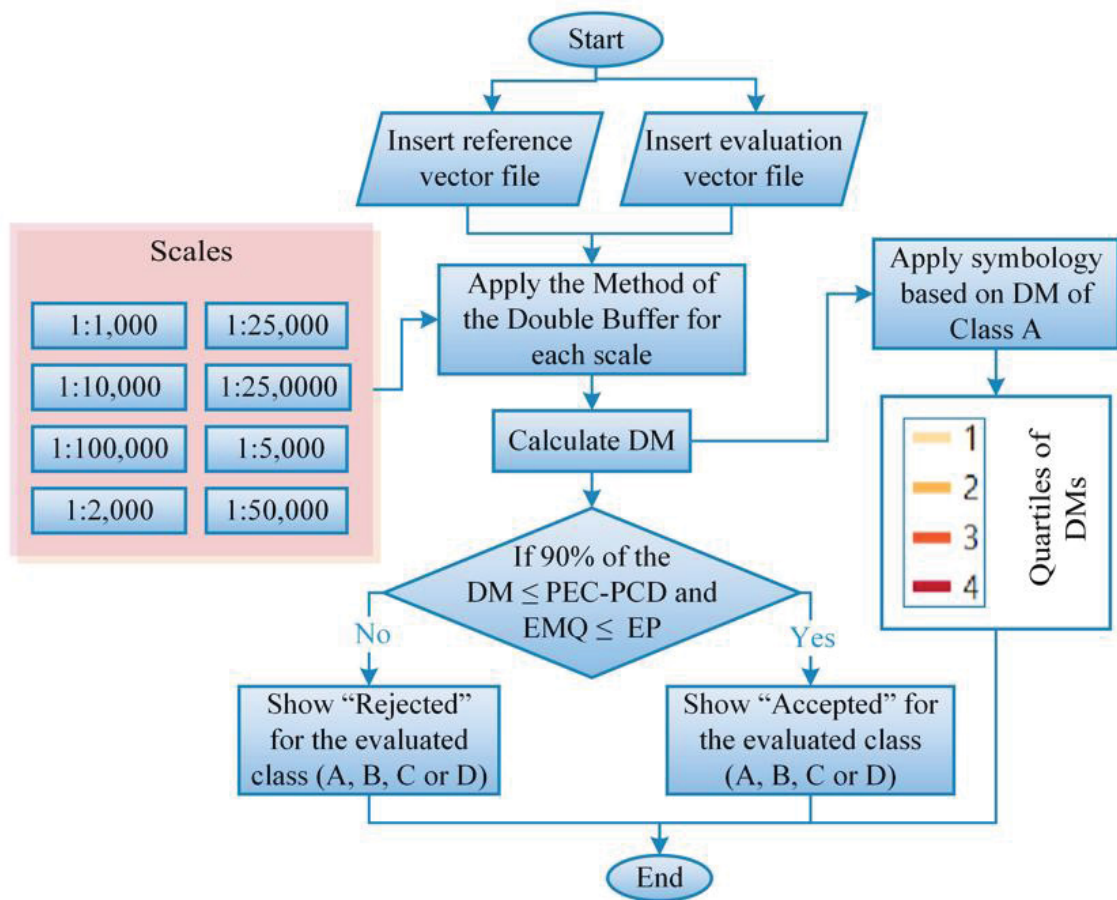 Start
Insert reference
vector file
Insert evaluation
vector file
Scales
1:1,000
1:25,000
1:10,000
1:25,0000
1:100,000
1:5,000
1:2,000
1:50,000
Apply the Method of
the Double Buffer for
each scale
Apply symbology
based on DM of
Class A
Calculate DM
1
2
3
4
Quartiles of
DMs
If 90% of the
DM ≤ PEC-PCD and
EMQ ≤ EP
No
Yes
Show “Rejected”
for the evaluated
class (A, B, C or D)
Show “Accepted” for
the evaluated class
(A, B, C or D)
End